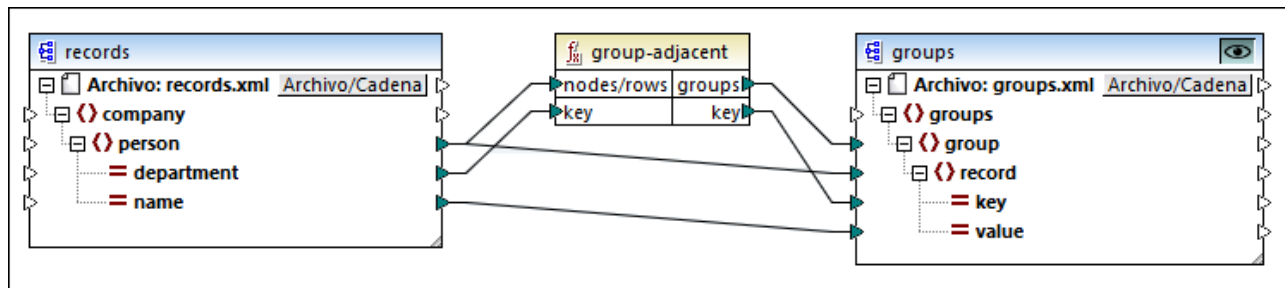 records
Archivo: records.xml Archivo/Cadena
company
person
department
name
group-adjacent
nodes/rows groups
key key
groups
Archivo: groups.xml Archivo/Cadena
groups
group
record
key
value